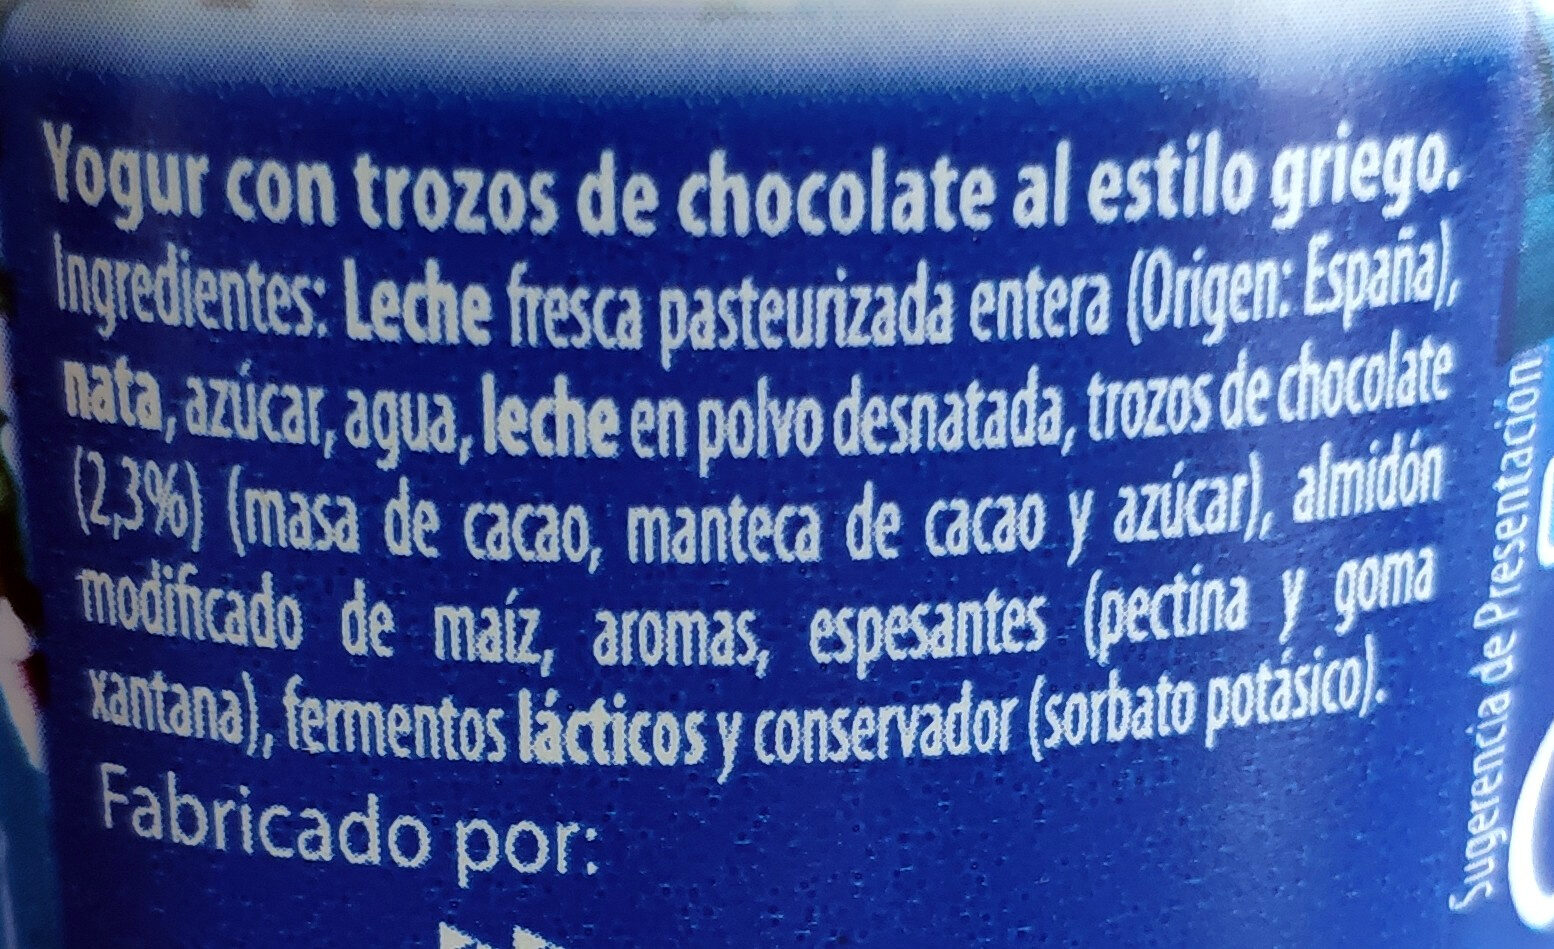 Yogur con trozos de chocolate al estilo griego.
Ingredientes: Leche fresca pasteurizada entera (Origen: España),
nata, azúcar, agua, leche en polvo desnatada, trozos de chocolate
(2,3%) (masa de cacao, manteca de cacao y azúcar), almidón
modificado de maíz, aromas, espesantes (pectina y goma
xantana), fermentos lácticos y conservador (sorbato potásico).
Fabricado por:
Sugerencia de Presentación